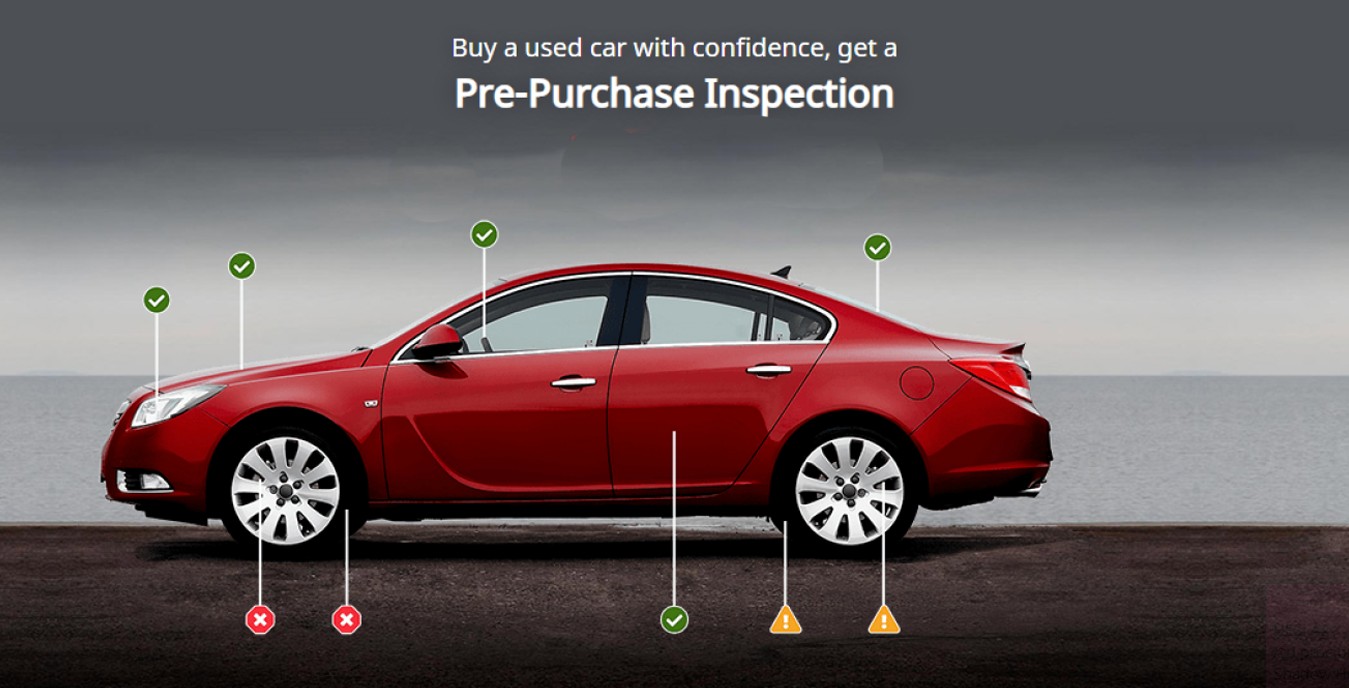 Buy a used car with confidence, get a
Pre-Purchase Inspection